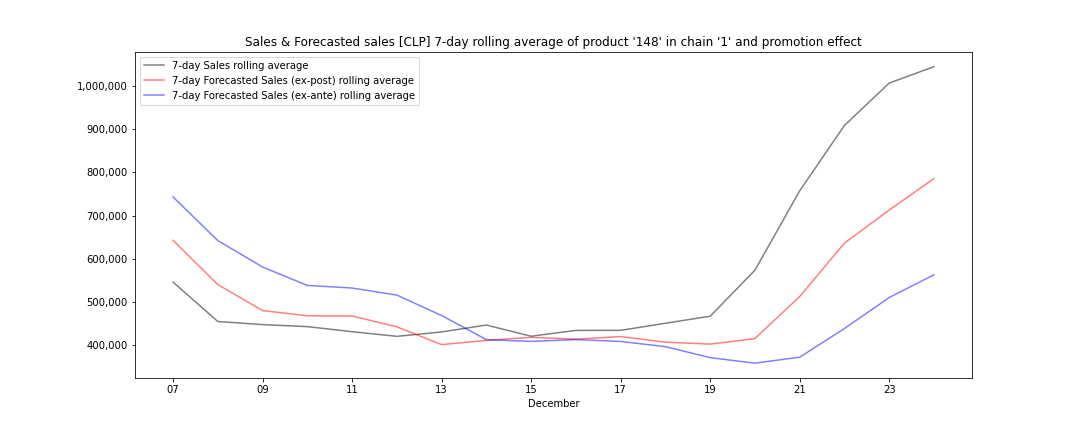 Sales & Forecasted sales [CLP] 7-day rolling average of product '148' in chain '1' and promotion effect
7-day Sales rolling average
7-day Forecasted Sales (ex-post) rolling average
7-day Forecasted Sales (ex-ante) rolling average
1,000,000
900,000
800,000
700,000
600,000
500,000
400,000
07 09 11 13 15 17 19 21 23
December